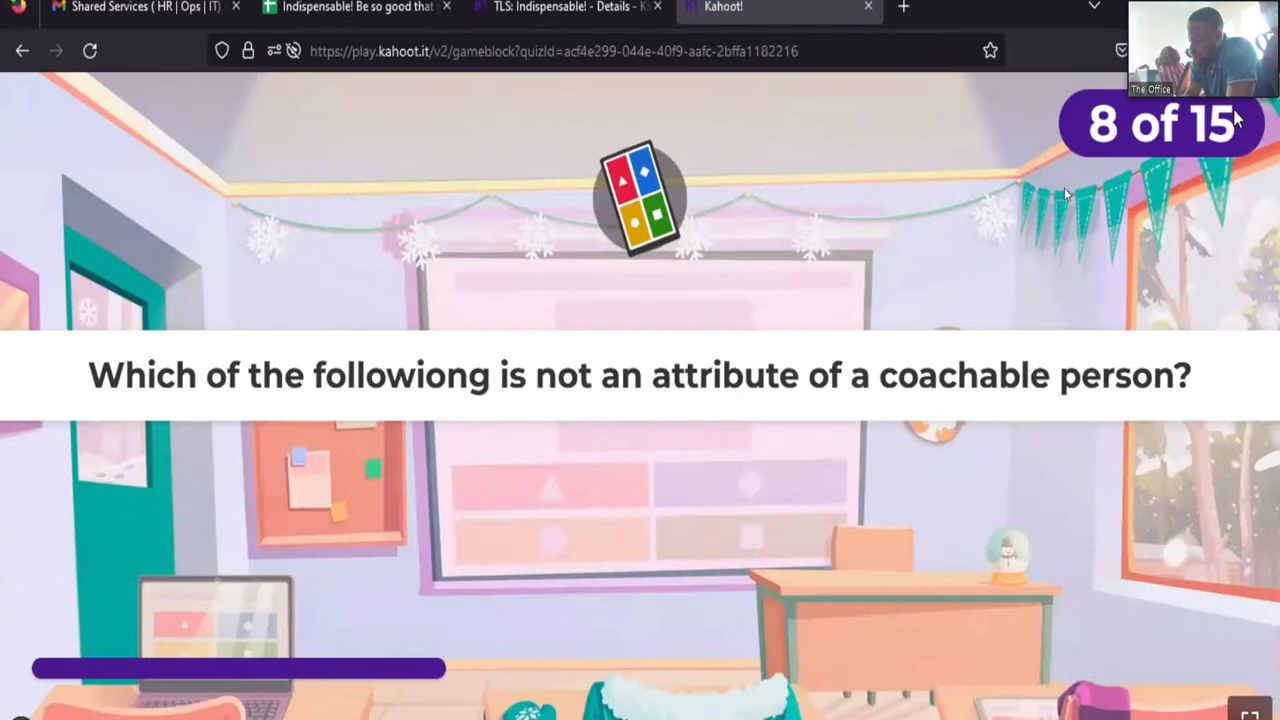 Shared Services ( HR | Ops | IT)
Indispensable! Be so good that
TLS: Indispensable! - Details - Ka
Kahoot!
https://play.kahoot.it/v2/gameblock?quizId=acf4e299-044e-40f9-aafc-2bffa1182216
The Office
8 of 15
Which of the followiong is not an attribute of a coachable person?